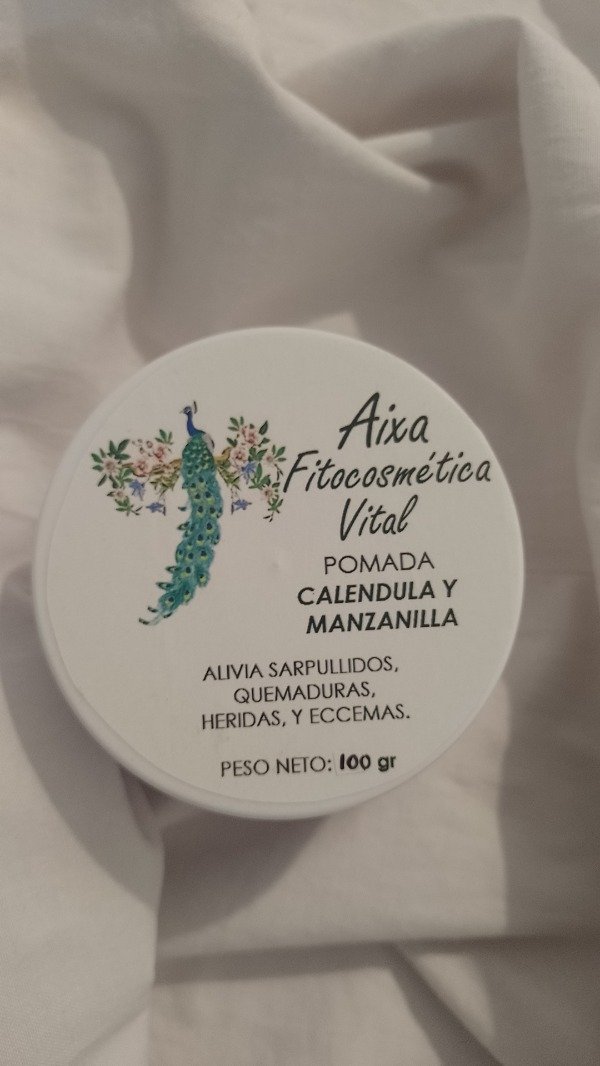 Aixa
Fitocosmética
Vital
POMADA
CALENDULA Y
MANZANILLA
ALIVIA SARPULLIDOS,
QUEMADURAS,
HERIDAS, Y ECCEMAS.
PESO NETO: 100 gr